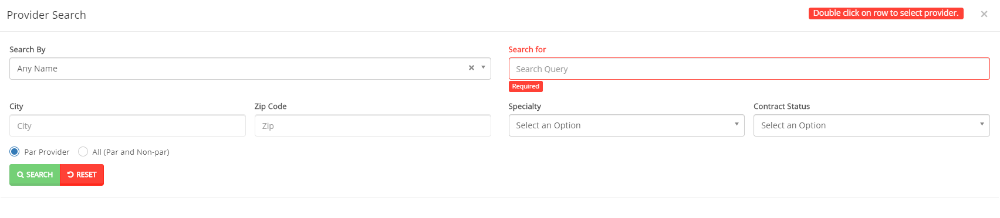 Provider Search
Double click on row to select provider.
×
Search By
Search for
Any Name
Search Query
Required
City
Zip Code
Specialty
Contract Status
City
Zip
Select an Option
Select an Option
Par Provider
All (Par and Non-par)
SEARCH
RESET